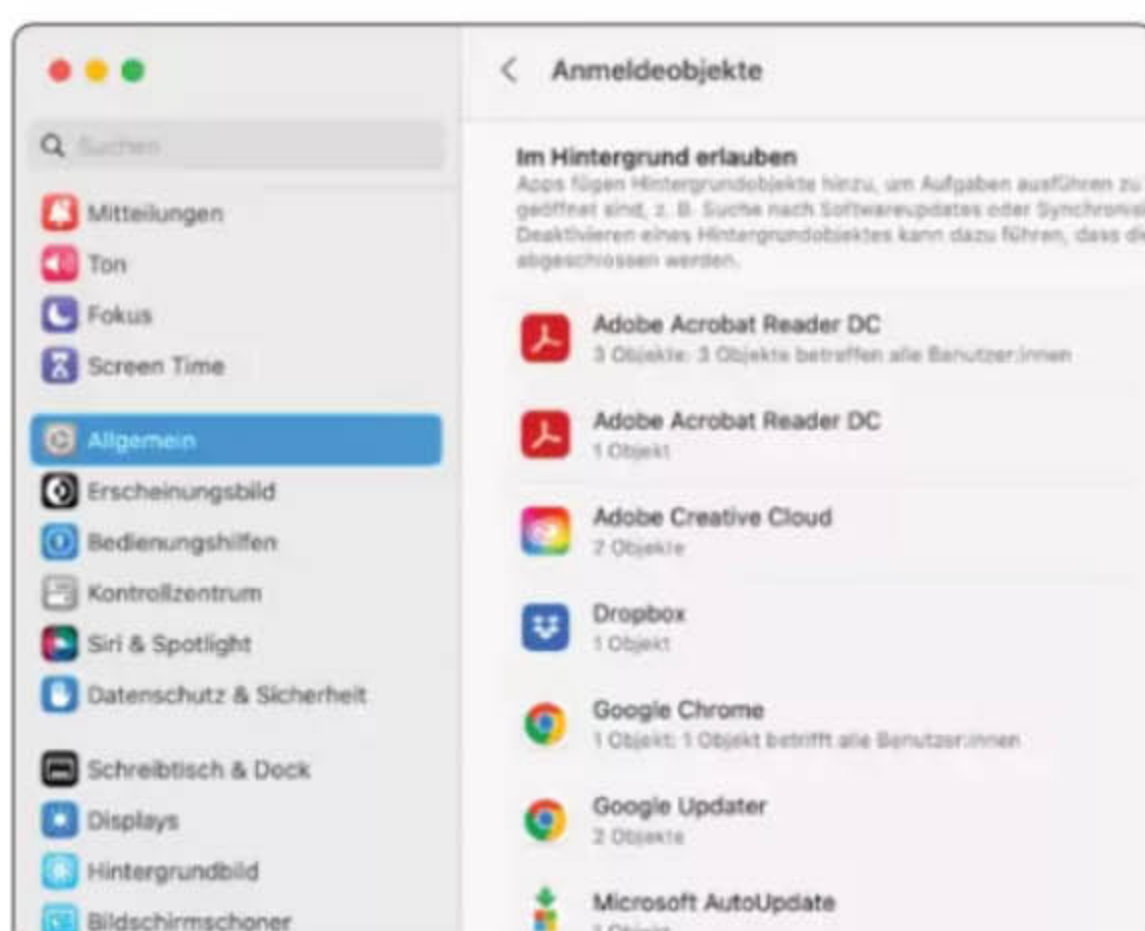 Anmeldeobjekte
Suchen
Mitteilungen
Ton
Fokus
Screen Time
Allgemein
Erscheinungsbild
Bedienungshilfen
Kontrollzentrum
Siri & Spotlight
Datenschutz & Sicherheit
Schreibtisch & Dock
Displays
Hintergrundbild
Bildschirmschoner
Im Hintergrund erlauben
Apps fügen Hintergrundobjekte hinzu, um Aufgaben ausführen zu
geöffnet sind, z. B. Suche nach Softwareupdates oder
Deaktivieren eines Hintergrundobjektes kann dazu führen, dass
abgeschlossen werden.
Adobe Acrobat Reader DC
3 Objekte: 3 Objekte betreffen alle Benutzer:innen
Adobe Acrobat Reader DC
1 Objekt
Adobe Creative Cloud
2 Objekte
Dropbox
1 Objekt
Google Chrome
1 Objekt: 1 Objekt betrifft alle Benutzer:innen
Google Updater
2 Objekte
Microsoft AutoUpdate
1 Objekt